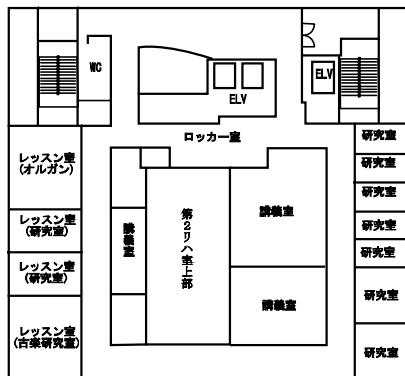 WC
ELV
ELV
ロッカー室
レッスン室
(オルガン)
レッスン室
(研究室)
レッスン室
(研究室)
レッスン室
(古楽研究室)
講義室
第2リハ室上部
講義室
講義室
研究室
研究室
研究室
研究室
研究室
研究室
研究室